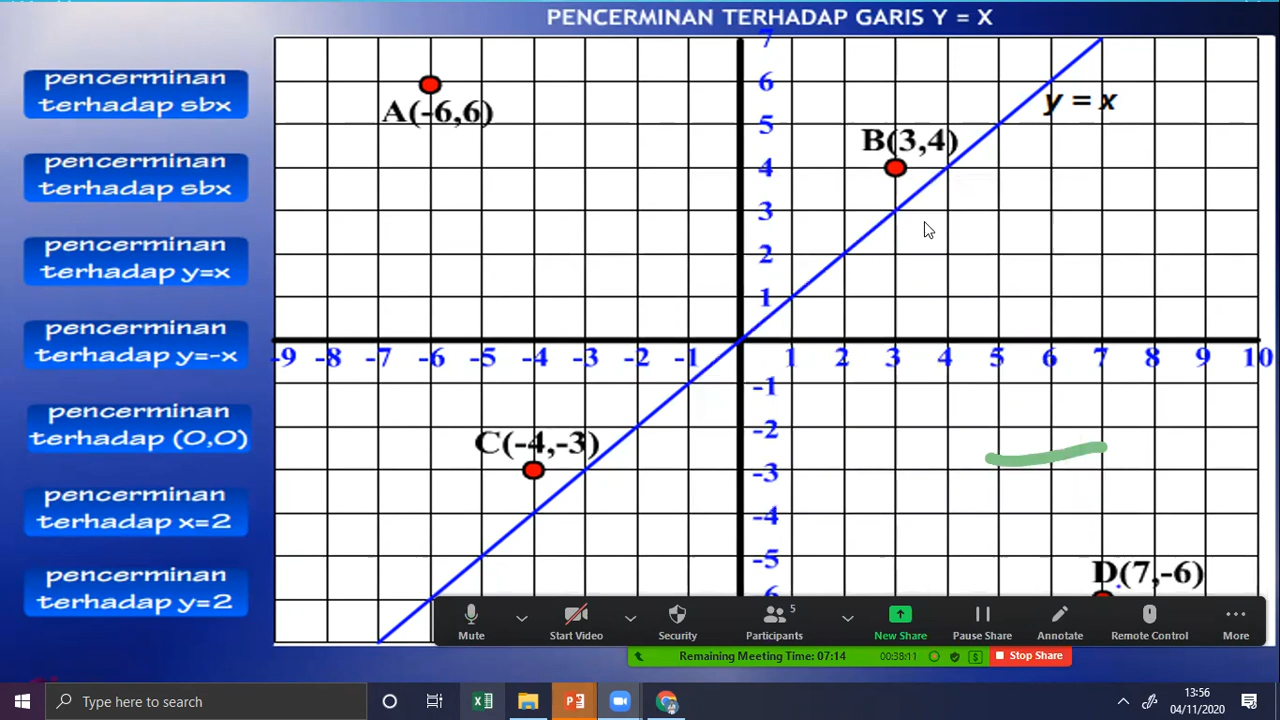 PENCERMINAN TERHADAP GARIS Y = X
pencerminan
terhadap sbx
pencerminan
terhadap sbx
pencerminan
terhadap y=x
pencerminan
terhadap y=-x
pencerminan
terhadap (0,0)
pencerminan
terhadap x=2
pencerminan
terhadap y=2
7
6
A(-6,6)
y = x
5
B(3,4)
4
3
2
1
-9 -8 -7 -6 -5 -4 -3 -2 -1 1 2 3 4 5 6 7 8 9 10
-1
-2
C(-4,-3)
-3
-4
-5
D(7,-6)
Mute
Start Video
Security
Participants 5
New Share
Pause Share
Annotate
Remote Control
More
Remaining Meeting Time: 07:14 00:38:11 Stop Share
Type here to search
13:56
04/11/2020